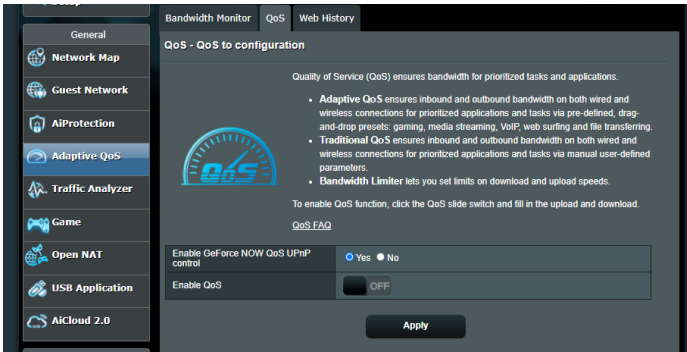 Bandwidth Monitor QoS Web History
General
QoS - QoS to configuration
Network Map
Quality of Service (QoS) ensures bandwidth for prioritized tasks and applications.
Guest Network
Adaptive QoS ensures inbound and outbound bandwidth on both wired and
wireless connections for prioritized applications and tasks via pre-defined, drag-
and-drop presets: gaming, media streaming, VoIP, web surfing and file transferring.
AiProtection
Traditional QoS ensures inbound and outbound bandwidth on both wired and
wireless connections for prioritized applications and tasks via manual user-defined
parameters.
Adaptive QoS
QoS
Bandwidth Limiter lets you set limits on download and upload speeds.
Traffic Analyzer
To enable QoS function, click the QoS slide switch and fill in the upload and download.
Game
QoS FAQ
Open NAT
Enable GeForce NOW QoS UPnP
control
Yes No
USB Application
Enable QoS
OFF
AiCloud 2.0
Apply